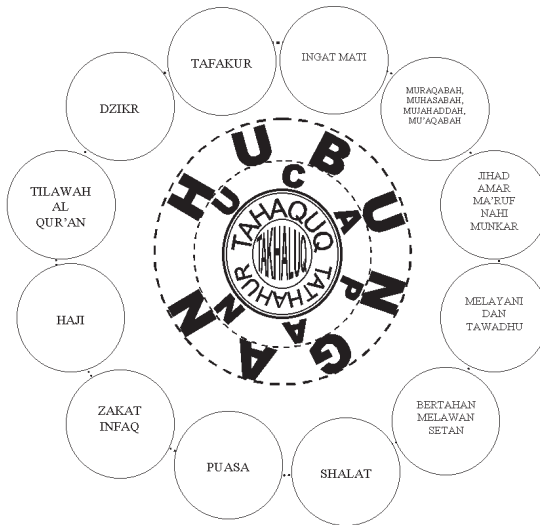 TAFAKUR
INGAT MATI
MURAQABAH,
MUHASABAH,
MUJAHADDAH,
MU'AQABAH
JIHAD
AMAR
MA'RUF
NAHI
MUNKAR
MELAYANI
DAN
TAWADHU
BERTAHAN
MELAWAN
SETAN
SHALAT
PUASA
ZAKAT
INFAQ
HAJI
TILAWAH
AL
QUR'AN
DZIKR
HUBUNGAN
UCAPAN
TAHAQUQ
TATHAHUR
TAKHALUQ